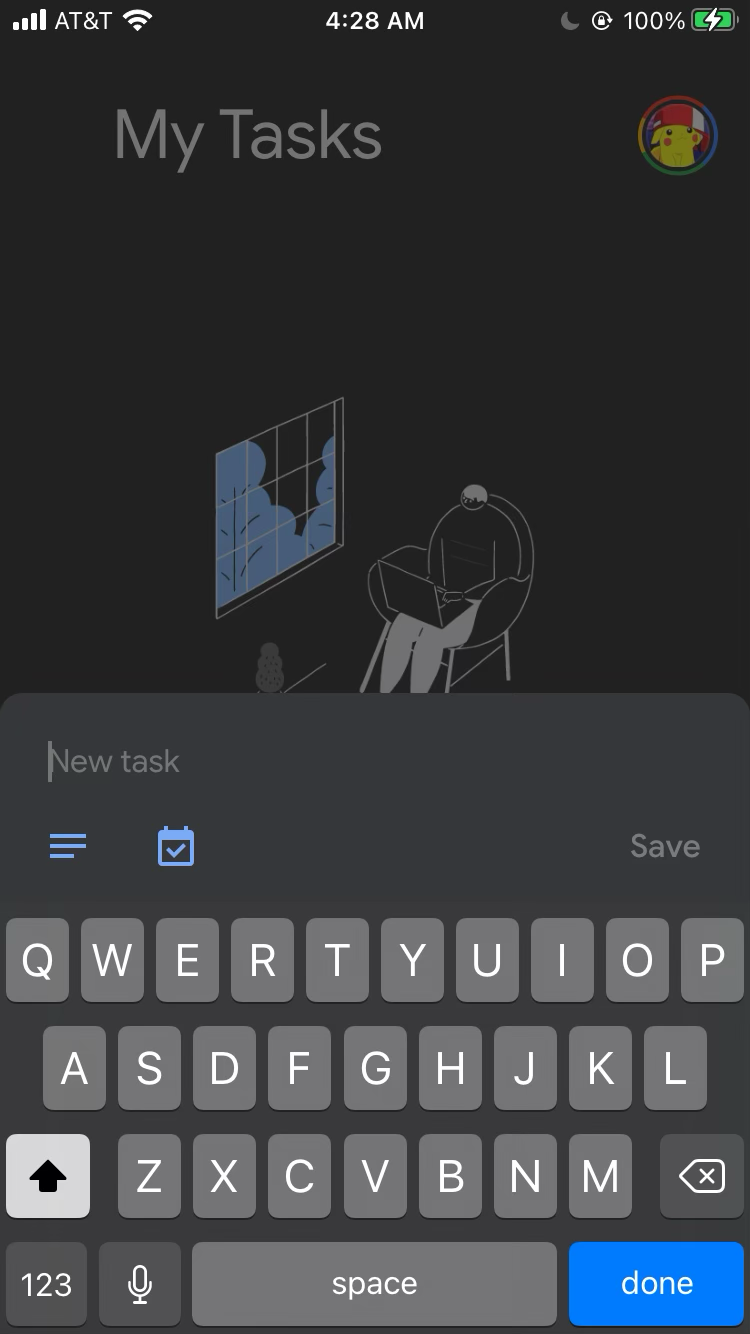 AT&T 4:28 AM 100%
My Tasks
New task
Save
Q W E R T Y U I O P
A S D F G H J K L
Z X C V B N M
123 space done